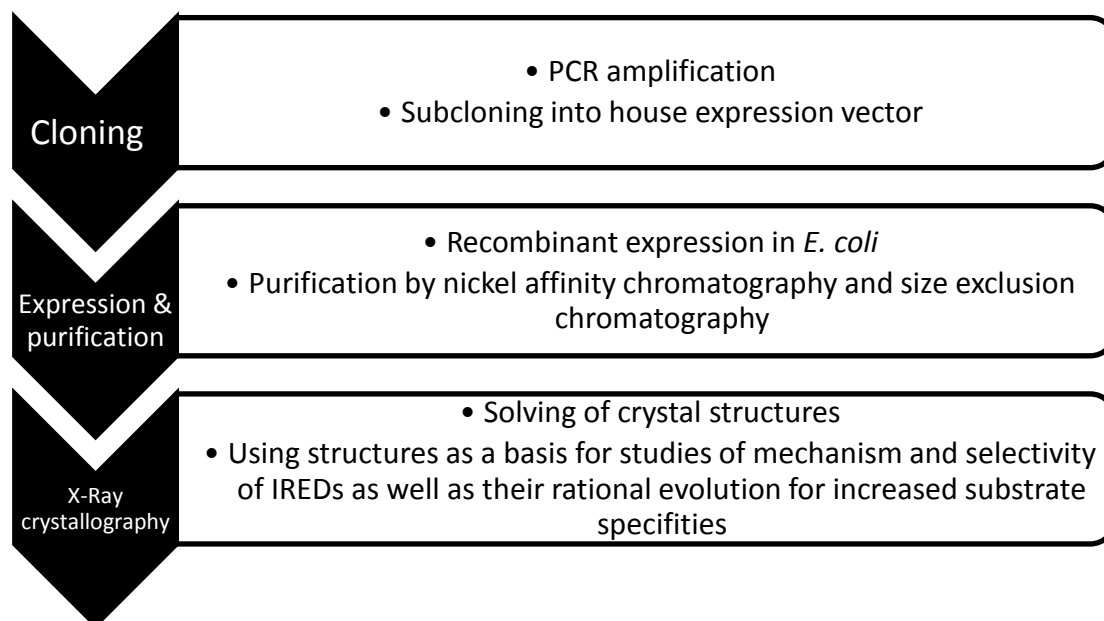 Cloning
• PCR amplification
• Subcloning into house expression vector
Expression &
purification
• Recombinant expression in E. coli
• Purification by nickel affinity chromatography and size exclusion
chromatography
X-Ray
crystallography
• Solving of crystal structures
• Using structures as a basis for studies of mechanism and selectivity
of IREDs as well as their rational evolution for increased substrate
specifities